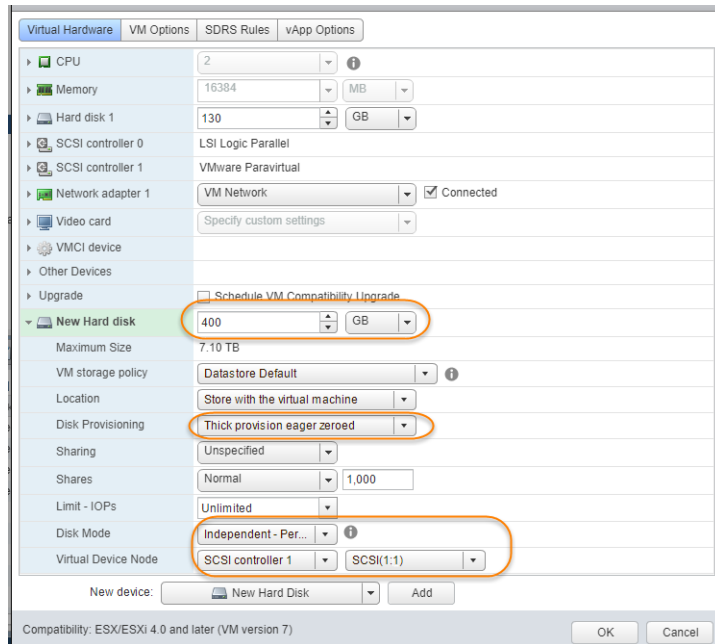 Virtual Hardware VM Options SDRS Rules vApp Options
CPU 2
Memory 16384 MB
Hard disk 1 130 GB
SCSI controller 0 LSI Logic Parallel
SCSI controller 1 VMware Paravirtual
Network adapter 1 VM Network Connected
Video card Specify custom settings
VMCI device
Other Devices
Upgrade Schedule VM Compatibility Upgrade
New Hard disk 400 GB
Maximum Size 7.10 TB
VM storage policy Datastore Default
Location Store with the virtual machine
Disk Provisioning Thick provision eager zeroed
Sharing Unspecified
Shares Normal 1,000
Limit - IOPs Unlimited
Disk Mode Independent - Per...
Virtual Device Node SCSI controller 1 SCSI(1:1)
New device: New Hard Disk Add
Compatibility: ESX/ESXi 4.0 and later (VM version 7) OK Cancel